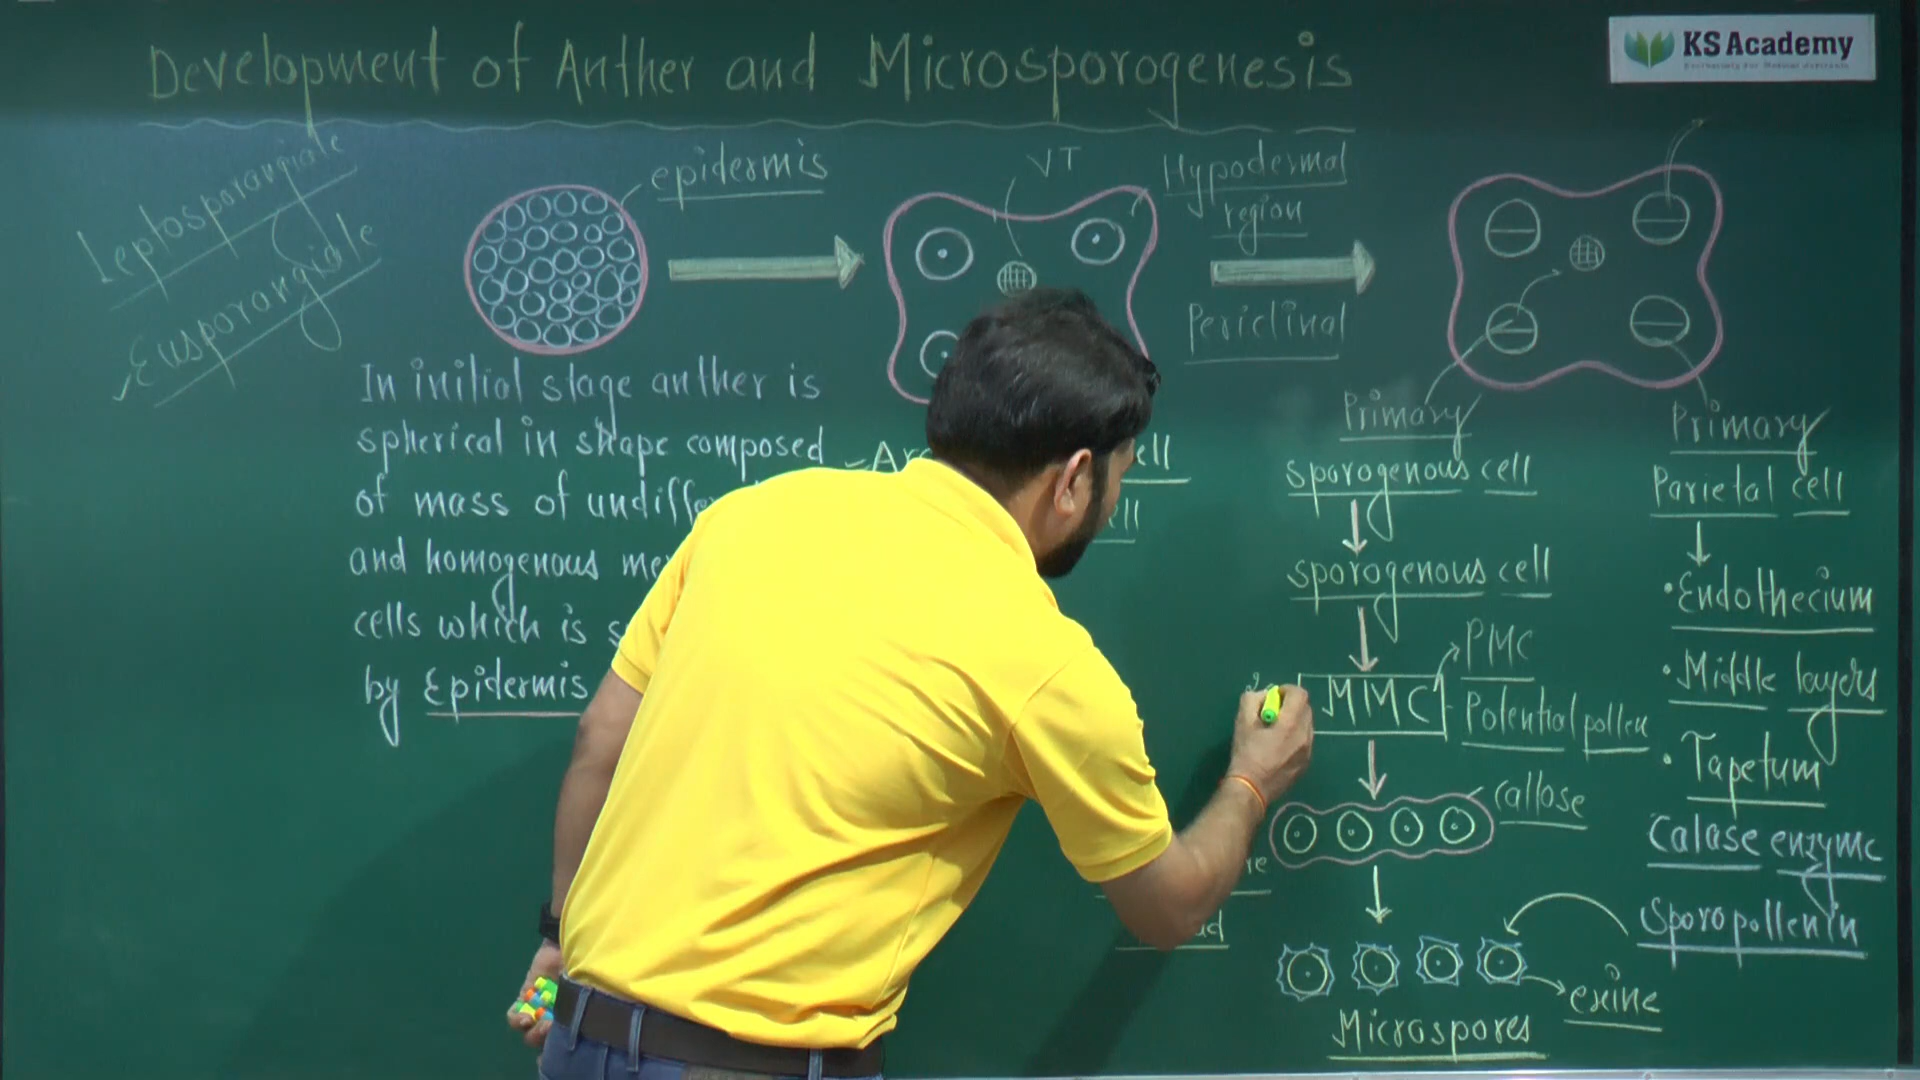 Development of Anther and Microsporogenesis
KS Academy
Leptosporangiate
Eusporangiate
epidermis
VT
Hypodermal
region
Periclinal
In initial stage anther is
spherical in shape composed
of mass of
and homogenous
cells which is
by Epidermis
Primary
sporogenous cell
sporogenous cell
MMC
PMC
Potential pollen
callose
Microspores
exine
Primary
Parietal cell
• Endothecium
• Middle layers
• Tapetum
Calase enzyme
Sporopollenin